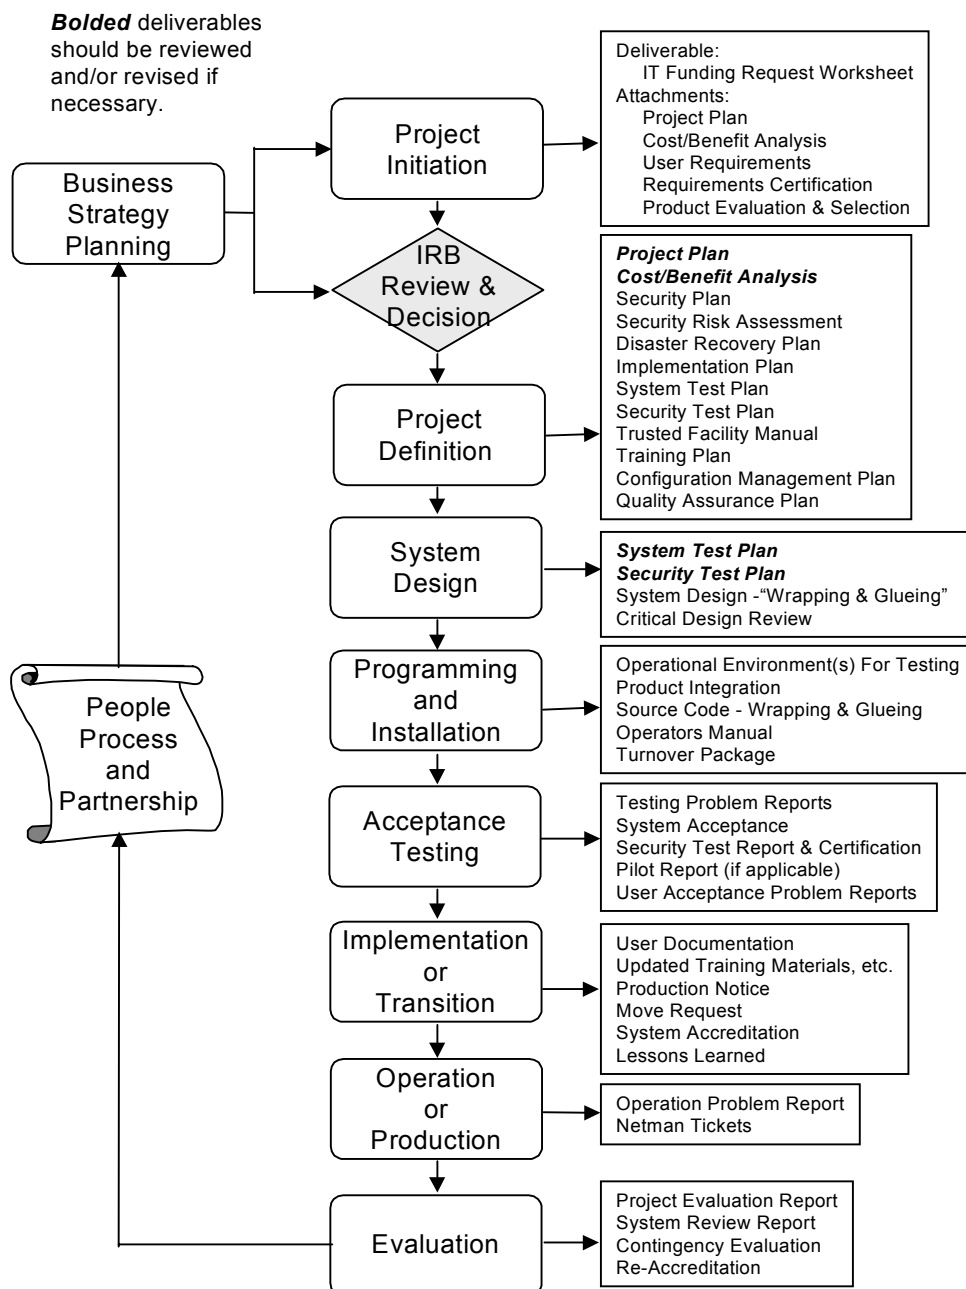 Bolded deliverables
should be reviewed
and/or revised if
necessary.
Business
Strategy
Planning
Project
Initiation
Deliverable:
IT Funding Request Worksheet
Attachments:
Project Plan
Cost/Benefit Analysis
User Requirements
Requirements Certification
Product Evaluation & Selection
IRB
Review &
Decision
Project
Definition
Project Plan
Cost/Benefit Analysis
Security Plan
Security Risk Assessment
Disaster Recovery Plan
Implementation Plan
System Test Plan
Security Test Plan
Trusted Facility Manual
Training Plan
Configuration Management Plan
Quality Assurance Plan
System
Design
System Test Plan
Security Test Plan
System Design -“Wrapping & Glueing”
Critical Design Review
Programming
and
Installation
Operational Environment(s) For Testing
Product Integration
Source Code - Wrapping & Glueing
Operators Manual
Turnover Package
People
Process
and
Partnership
Acceptance
Testing
Testing Problem Reports
System Acceptance
Security Test Report & Certification
Pilot Report (if applicable)
User Acceptance Problem Reports
Implementation
or
Transition
User Documentation
Updated Training Materials, etc.
Production Notice
Move Request
System Accreditation
Lessons Learned
Operation
or
Production
Operation Problem Report
Netman Tickets
Evaluation
Project Evaluation Report
System Review Report
Contingency Evaluation
Re-Accreditation